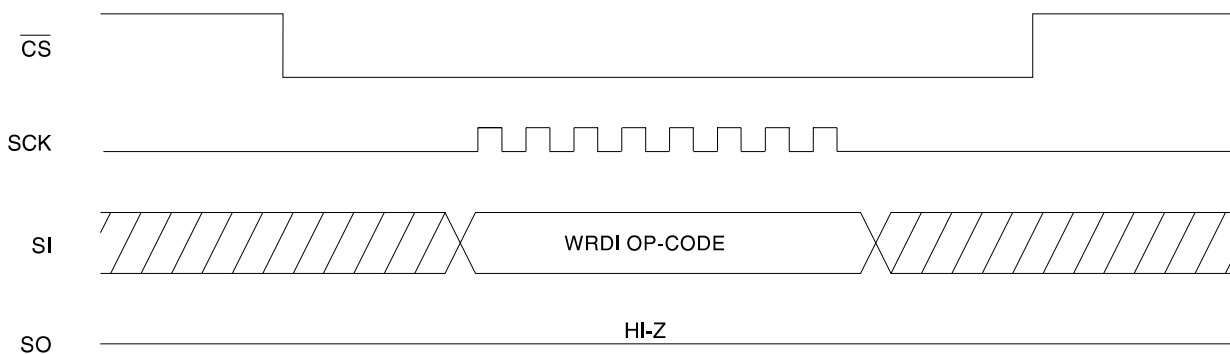 CS
SCK
SI
WRDI OP-CODE
HI-Z
SO